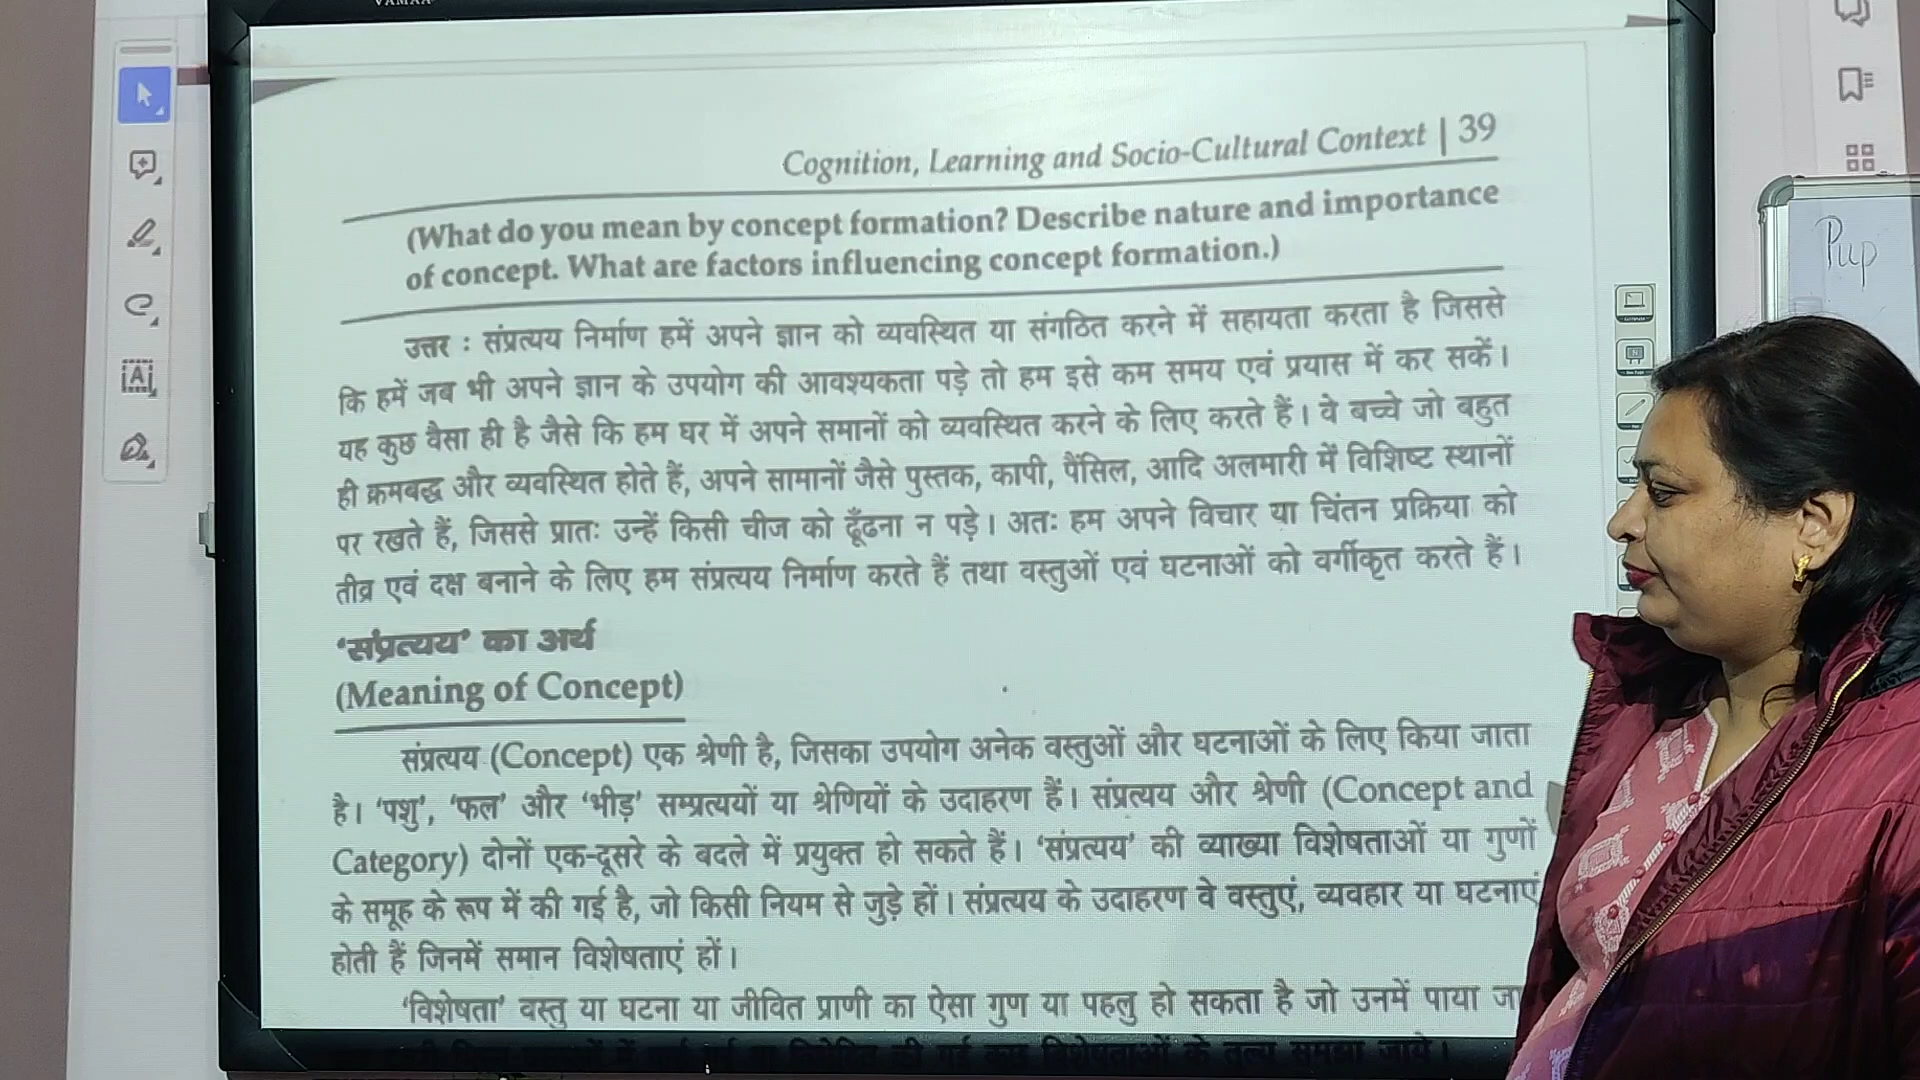 VAMAA
Cognition, Learning and Socio-Cultural Context | 39
(What do you mean by concept formation? Describe nature and importance
of concept. What are factors influencing concept formation.)
उत्तर : संप्रत्यय निर्माण हमें अपने ज्ञान को व्यवस्थित या संगठित करने में सहायता करता है जिससे
कि हमें जब भी अपने ज्ञान के उपयोग की आवश्यकता पड़े तो हम इसे कम समय एवं प्रयास में कर सकें।
यह कुछ वैसा ही है जैसे कि हम घर में अपने समानों को व्यवस्थित करने के लिए करते हैं। वे बच्चे जो बहुत
ही क्रमबद्ध और व्यवस्थित होते हैं, अपने सामानों जैसे पुस्तक, कापी, पैंसिल, आदि अलमारी में विशिष्ट स्थानों
पर रखते हैं, जिससे प्रातः उन्हें किसी चीज को ढूँढना न पड़े। अतः हम अपने विचार या चिंतन प्रक्रिया को
तीव्र एवं दक्ष बनाने के लिए हम संप्रत्यय निर्माण करते हैं तथा वस्तुओं एवं घटनाओं को वर्गीकृत करते हैं।
'संप्रत्यय' का अर्थ
(Meaning of Concept)
संप्रत्यय (Concept) एक श्रेणी है, जिसका उपयोग अनेक वस्तुओं और घटनाओं के लिए किया जाता
है। 'पशु', 'फल' और 'भीड़' सम्प्रत्ययों या श्रेणियों के उदाहरण हैं। संप्रत्यय और श्रेणी (Concept and
Category) दोनों एक-दूसरे के बदले में प्रयुक्त हो सकते हैं। 'संप्रत्यय' की व्याख्या विशेषताओं या गुणों
के समूह के रूप में की गई है, जो किसी नियम से जुड़े हों। संप्रत्यय के उदाहरण वे वस्तुएं, व्यवहार या घटनाएं
होती हैं जिनमें समान विशेषताएं हों।
'विशेषता' वस्तु या घटना या जीवित प्राणी का ऐसा गुण या पहलु हो सकता है जो उनमें पाया
विशेषताओं के तुल्य समझा जाये।
Pup